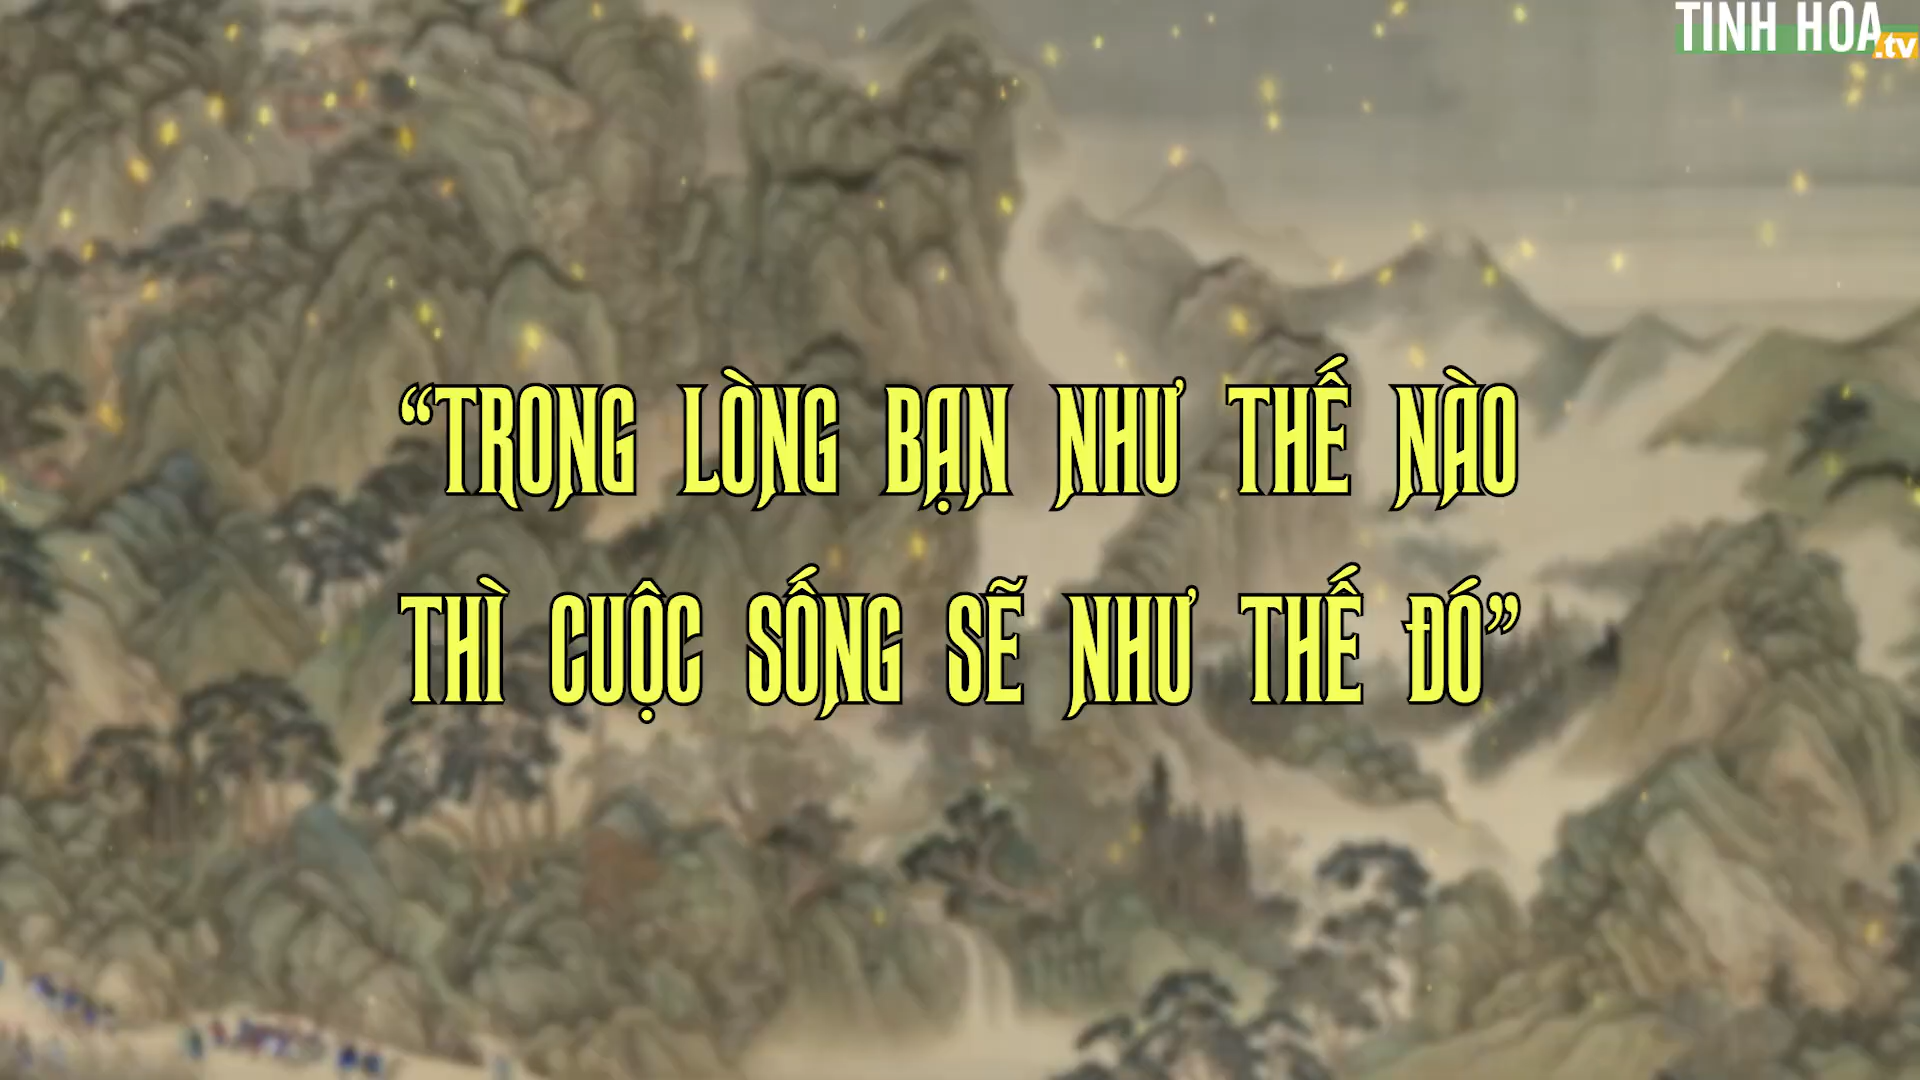 TINH HOA.tv
“TRONG LÒNG BẠN NHƯ THẾ NÀO
THÌ CUỘC SỐNG SẼ NHƯ THẾ ĐÓ”